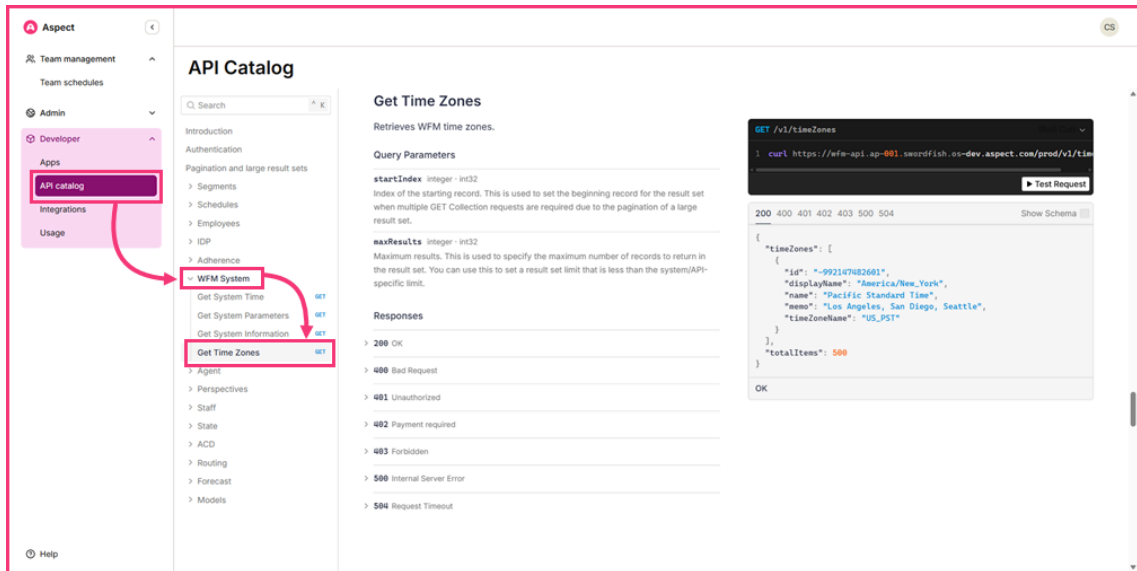 Aspect
CS
Team management
Team schedules
Admin
Developer
Apps
API catalog
Integrations
Usage
Help
API Catalog
Search
^ K
Introduction
Authentication
Pagination and large result sets
Segments
Schedules
Employees
IDP
Adherence
WFM System
Get System Time GET
Get System Parameters GET
Get System Information GET
Get Time Zones GET
Agent
Perspectives
Staff
State
ACD
Routing
Forecast
Models
Get Time Zones
Retrieves WFM time zones.
Query Parameters
startIndex integer · int32
Index of the starting record. This is used to set the beginning record for the result set
when multiple GET Collection requests are required due to the pagination of a large
result set.
maxResults integer · int32
Maximum results. This is used to specify the maximum number of records to return in
the result set. You can use this to set a result set limit that is less than the system/API-
specific limit.
Responses
200 OK
400 Bad Request
401 Unauthorized
402 Payment required
403 Forbidden
500 Internal Server Error
504 Request Timeout
GET /v1/timeZones
1 curl https://wfm-api.ap-001.swordfish.os-dev.aspect.com/prod/v1/tim
Test Request
200 400 401 402 403 500 504 Show Schema
{
"timeZones": [
{
"id": "-992147482601",
"displayName": "America/New_York",
"name": "Pacific Standard Time",
"memo": "Los Angeles, San Diego, Seattle",
"timeZoneName": "US_PST"
}
],
"totalItems": 500
}
OK